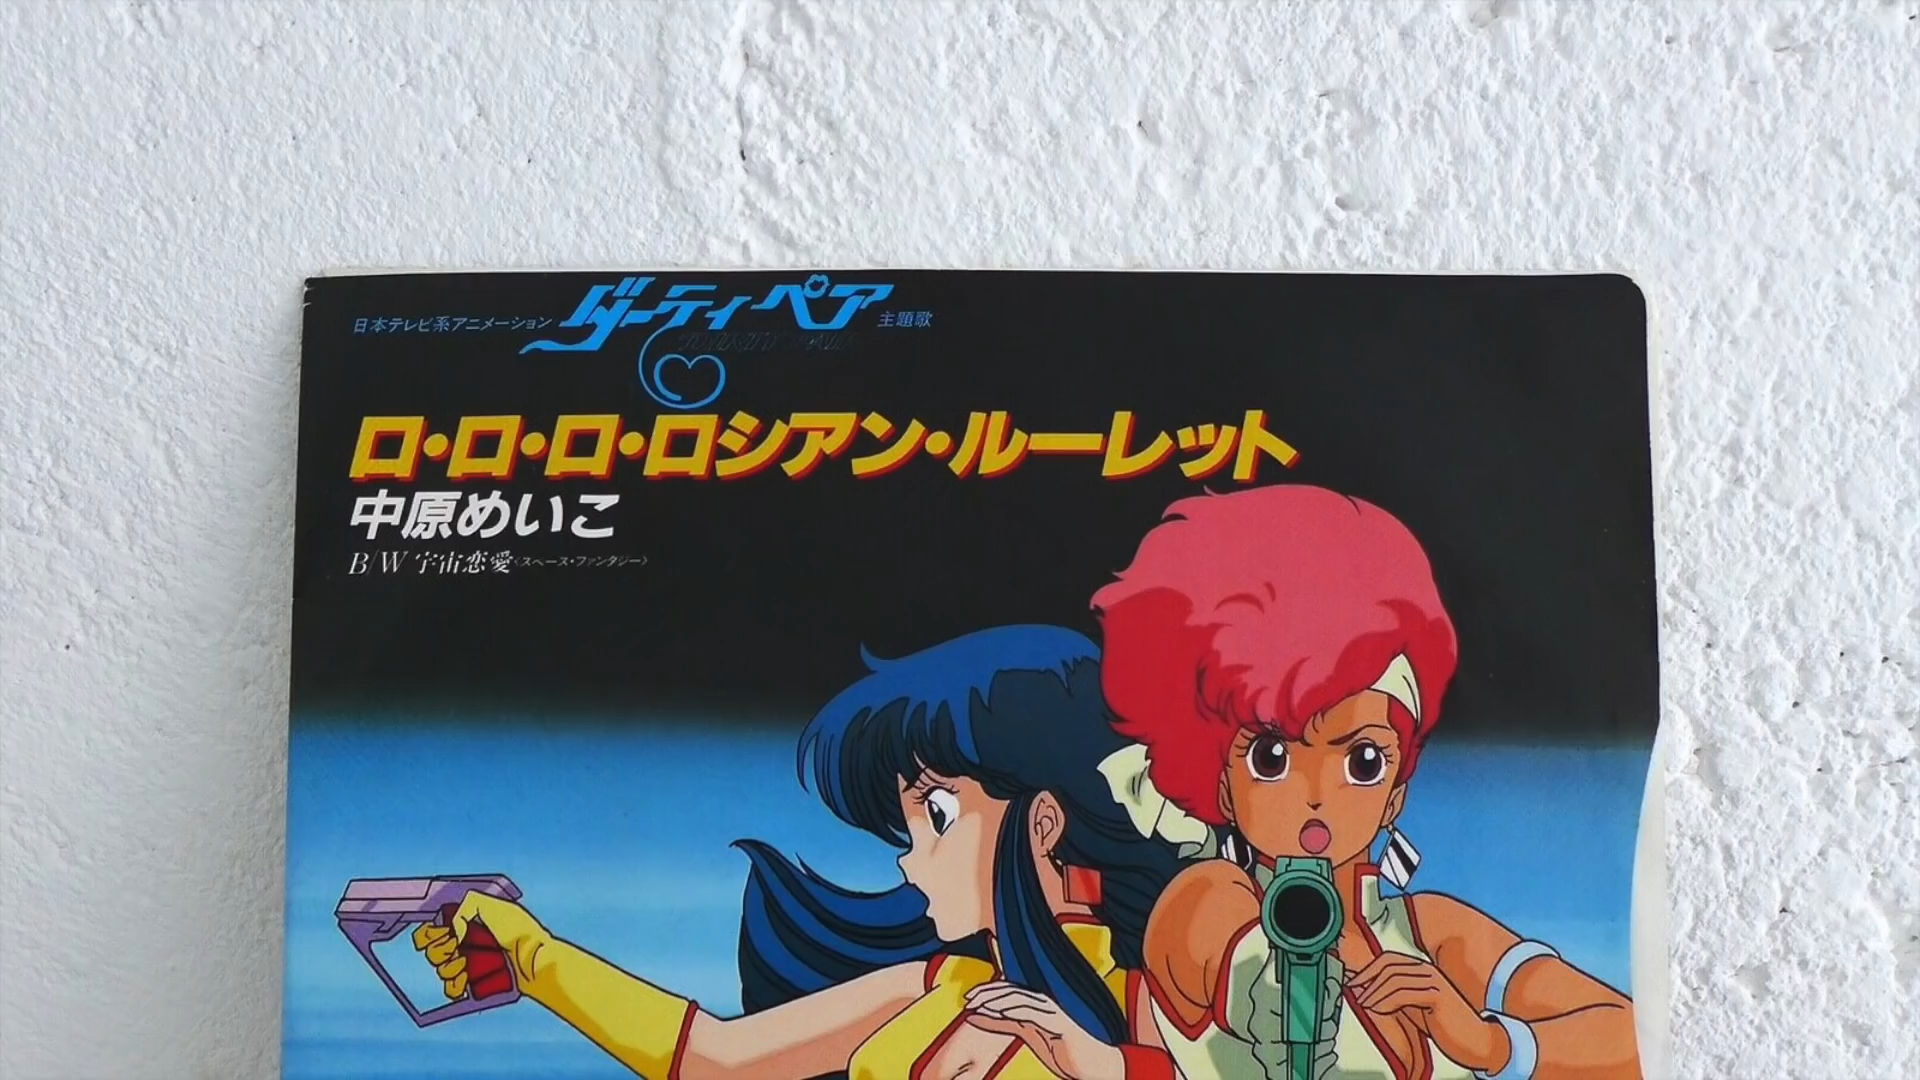 日本テレビ系アニメーション ダーティペア 主題歌
ロ・ロ・ロ・ロシアン・ルーレット
中原めいこ
B/W 宇宙恋愛〈スペース・ファンタジー〉